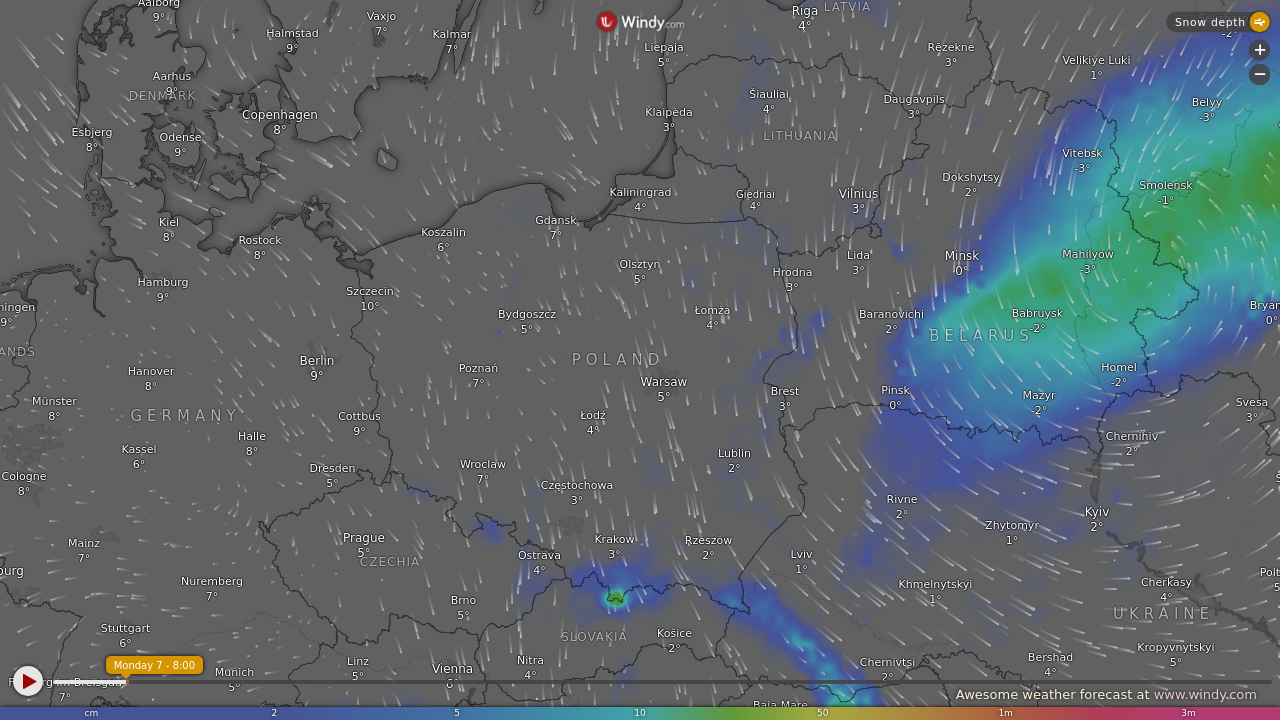 Aalborg
9°
Vaxjo
7°
Halmstad
9°
Kalmar
7°
Windy.com
Riga
4°
LATVIA
Snow depth
-2°
Liepaja
5°
Rēzekne
3°
Velikiye Luki
1°
+
−
Aarhus
9°
DENMARK
Copenhagen
8°
Šiauliai
4°
Daugavpils
3°
Belyy
-3°
Klaipėda
3°
Esbjerg
8°
Odense
9°
LITHUANIA
Vitebsk
-3°
Dokshytsy
2°
Smolensk
-1°
Kaliningrad
4°
Giedriai
4°
Vilnius
3°
Kiel
8°
Rostock
8°
Koszalin
6°
Gdansk
7°
Olsztyn
5°
Hrodna
3°
Lida
3°
Minsk
0°
Mahilyow
-3°
Hamburg
9°
Szczecin
10°
ningen
9°
Bydgoszcz
5°
Łomża
4°
Baranovichi
2°
Babruysk
-2°
Bryan
0°
BELARUS
ANDS
POLAND
Hanover
8°
Berlin
9°
Poznań
7°
Warsaw
5°
Brest
3°
Pinsk
0°
Homel
-2°
Mazyr
-2°
Svesa
3°
Münster
8°
GERMANY
Cottbus
9°
Łódź
4°
Kassel
6°
Halle
8°
Chernihiv
2°
Cologne
8°
Dresden
5°
Wroclaw
7°
Częstochowa
3°
Lublin
2°
Rivne
2°
Zhytomyr
1°
Kyiv
2°
Mainz
7°
Prague
5°
CZECHIA
Ostrava
4°
Krakow
3°
Rzeszów
2°
Lviv
1°
Khmelnytskyi
1°
Cherkasy
4°
Polt
5°
UKRAINE
Nuremberg
7°
Brno
5°
Stuttgart
6°
SLOVAKIA
Košice
2°
Monday 7 - 8:00
Munich
5°
Linz
5°
Vienna
6°
Nitra
4°
Chernivtsi
2°
Bershad
4°
Kropyvnytskyi
5°
7°
Baia Mare
Awesome weather forecast at www.windy.com
cm 2 5 10 50 1m 3m